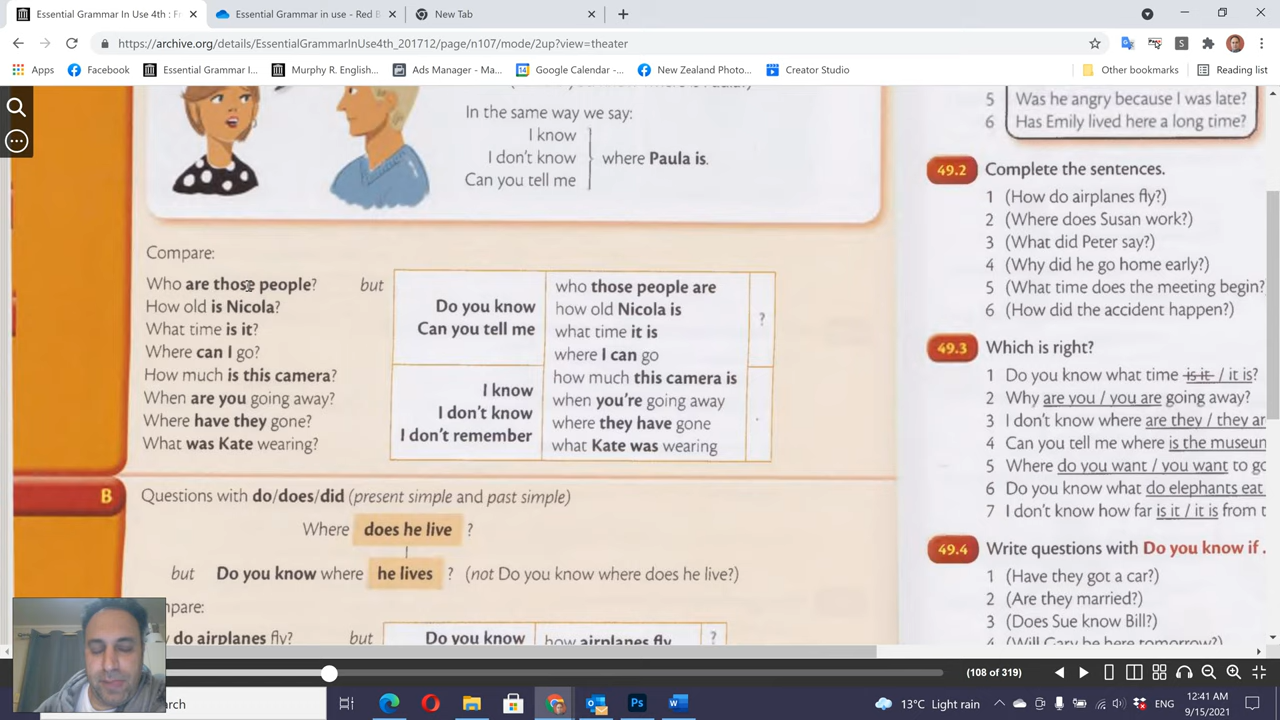 Essential Grammar In Use 4th : Fr
Essential Grammar in use - Red B
New Tab
https://archive.org/details/EssentialGrammarInUse4th_201712/page/n107/mode/2up?view=theater
Apps
Facebook
Essential Grammar I...
Murphy R. English...
Ads Manager - Ma...
Google Calendar -...
New Zealand Photo...
Creator Studio
Other bookmarks
Reading list
In the same way we say:
I know
I don't know
Can you tell me
where Paula is.
Compare:
Who are those people?
How old is Nicola?
What time is it?
Where can I go?
How much is this camera?
When are you going away?
Where have they gone?
What was Kate wearing?
but
Do you know
Can you tell me
I know
I don't know
I don't remember
who those people are
how old Nicola is
what time it is
where I can go
how much this camera is
when you're going away
where they have gone
what Kate was wearing
?
.
B
Questions with do/does/did (present simple and past simple)
Where does he live ?
but Do you know where he lives ? (not Do you know where does he live?)
mpare:
do airplanes fly?
but
Do you know
how airplanes fly
?
5 Was he angry because I was late?
6 Has Emily lived here a long time?
49.2 Complete the sentences.
1 (How do airplanes fly?)
2 (Where does Susan work?)
3 (What did Peter say?)
4 (Why did he go home early?)
5 (What time does the meeting begin?
6 (How did the accident happen?)
49.3 Which is right?
1 Do you know what time is it / it is?
2 Why are you / you are going away?
3 I don't know where are they / they ar
4 Can you tell me where is the museun
5 Where do you want / you want to go
6 Do you know what do elephants eat
7 I don't know how far is it / it is from t
49.4 Write questions with Do you know if .
1 (Have they got a car?)
2 (Are they married?)
3 (Does Sue know Bill?)
4 (Will Gary be here tomorrow?)
(108 of 319)
rch
13°C Light rain
ENG
12:41 AM
9/15/2021